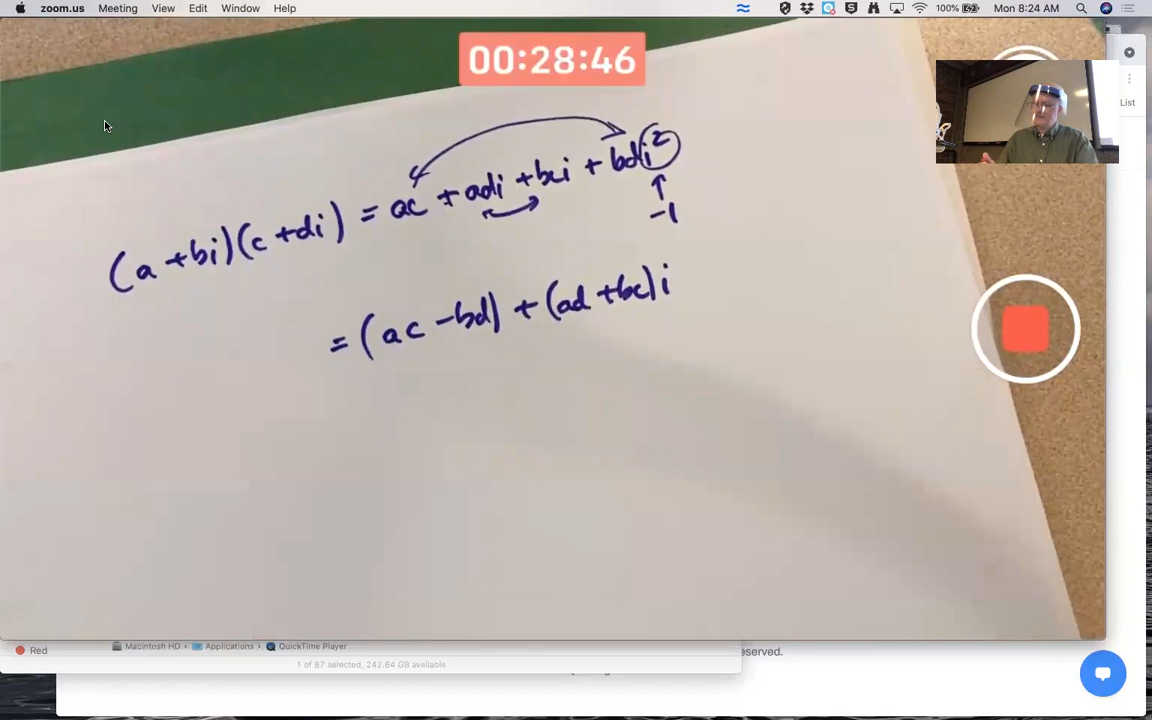 zoom.us Meeting View Edit Window Help 100% Mon 8:24 AM
00:28:46
List
(a + bi)(c + di) = ac + adi + bci + bdi²
-1
= (ac - bd) + (ad + bc)i
Red
Macintosh HD › Applications › QuickTime Player
1 of 87 selected, 242.64 GB available
eserved.